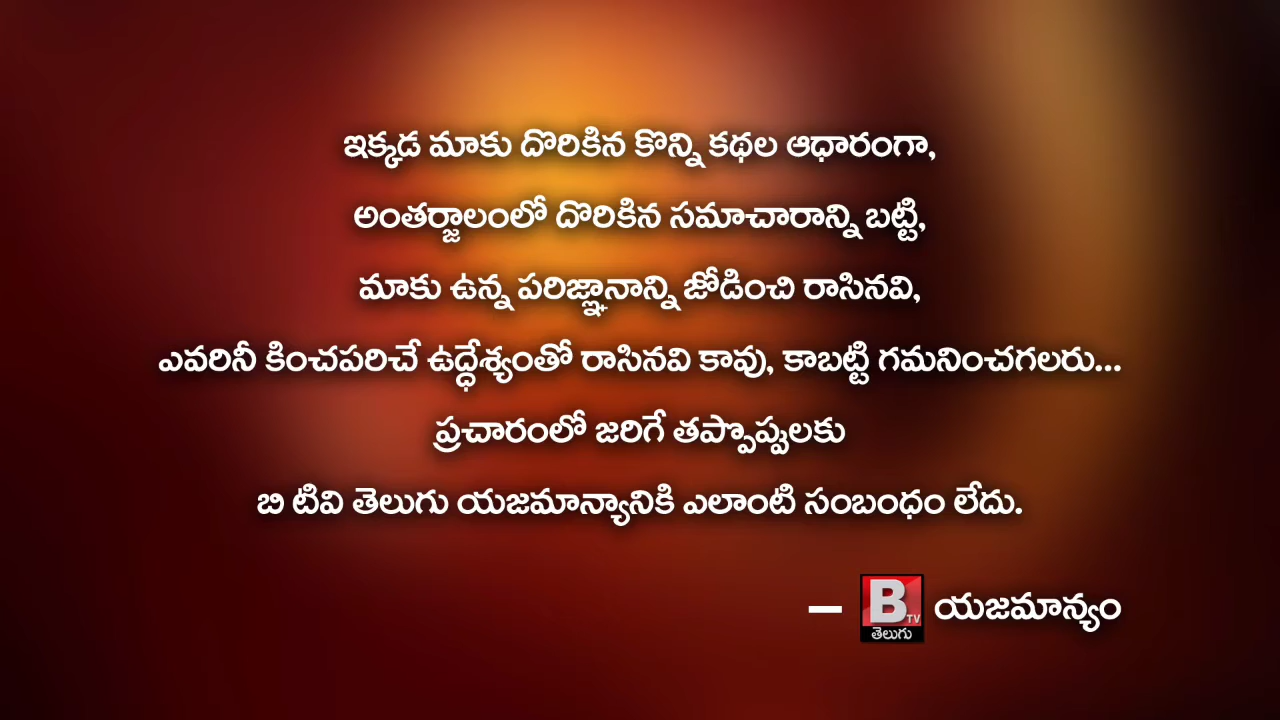 ఇక్కడ మాకు దొరికిన కొన్ని కథల ఆధారంగా,
అంతర్జాలంలో దొరికిన సమాచారాన్ని బట్టి,
మాకు ఉన్న పరిజ్ఞానాన్ని జోడించి రాసినవి,
ఎవరినీ కించపరిచే ఉద్ధేశ్యంతో రాసినవి కావు, కాబట్టి గమనించగలరు...
ప్రచారంలో జరిగే తప్పొప్పులకు
బి టివి తెలుగు యజమాన్యానికి ఎలాంటి సంబంధం లేదు.
– B TV తెలుగు యజమాన్యం